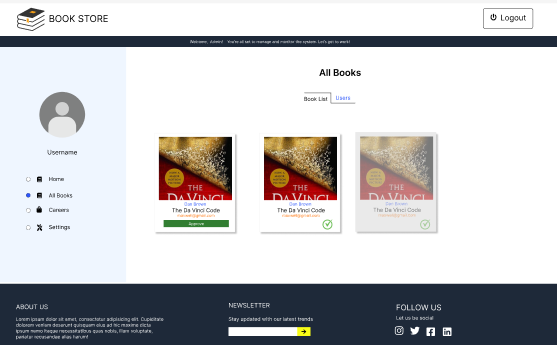 BOOK STORE
Logout
Welcome, Admin! You're all set to manage and monitor the system. Let's get to work!
All Books
Book List
Users
Username
Home
All Books
Careers
Settings
THE
DA VINCI
Dan Brown
The Da Vinci Code
Approve
THE
DA VINCI
Dan Brown
The Da Vinci Code
THE
DA VINCI
Dan Brown
The Da Vinci Code
ABOUT US
Lorem ipsum dolor sit amet, consectetur adipisicing elit. Cupiditate
dolorem veniam deserunt quisquam eius ad hic maxime dicta
ipsum nemo itaque necessitatibus quas nobis, illum voluptate,
pariatur recusandae alias harum!
NEWSLETTER
Stay updated with our latest trends
FOLLOW US
Let us be social